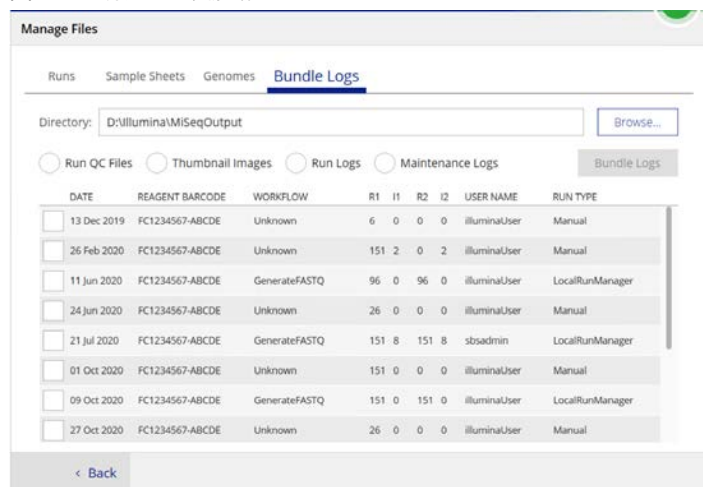 Manage Files
Runs Sample Sheets Genomes Bundle Logs
Directory: D:\Illumina\MiSeqOutput Browse...
Run QC Files Thumbnail Images Run Logs Maintenance Logs Bundle Logs
DATE REAGENT BARCODE WORKFLOW R1 I1 R2 I2 USER NAME RUN TYPE
13 Dec 2019 FC1234567-ABCDE Unknown 6 0 0 0 illuminaUser Manual
26 Feb 2020 FC1234567-ABCDE Unknown 151 2 0 2 illuminaUser Manual
11 Jun 2020 FC1234567-ABCDE GenerateFASTQ 96 0 96 0 illuminaUser LocalRunManager
24 Jun 2020 FC1234567-ABCDE Unknown 26 0 0 0 illuminaUser Manual
21 Jul 2020 FC1234567-ABCDE GenerateFASTQ 151 8 151 8 sbsadmin LocalRunManager
01 Oct 2020 FC1234567-ABCDE Unknown 151 0 0 0 illuminaUser Manual
09 Oct 2020 FC1234567-ABCDE GenerateFASTQ 151 0 151 0 illuminaUser LocalRunManager
27 Oct 2020 FC1234567-ABCDE Unknown 26 0 0 0 illuminaUser Manual
< Back